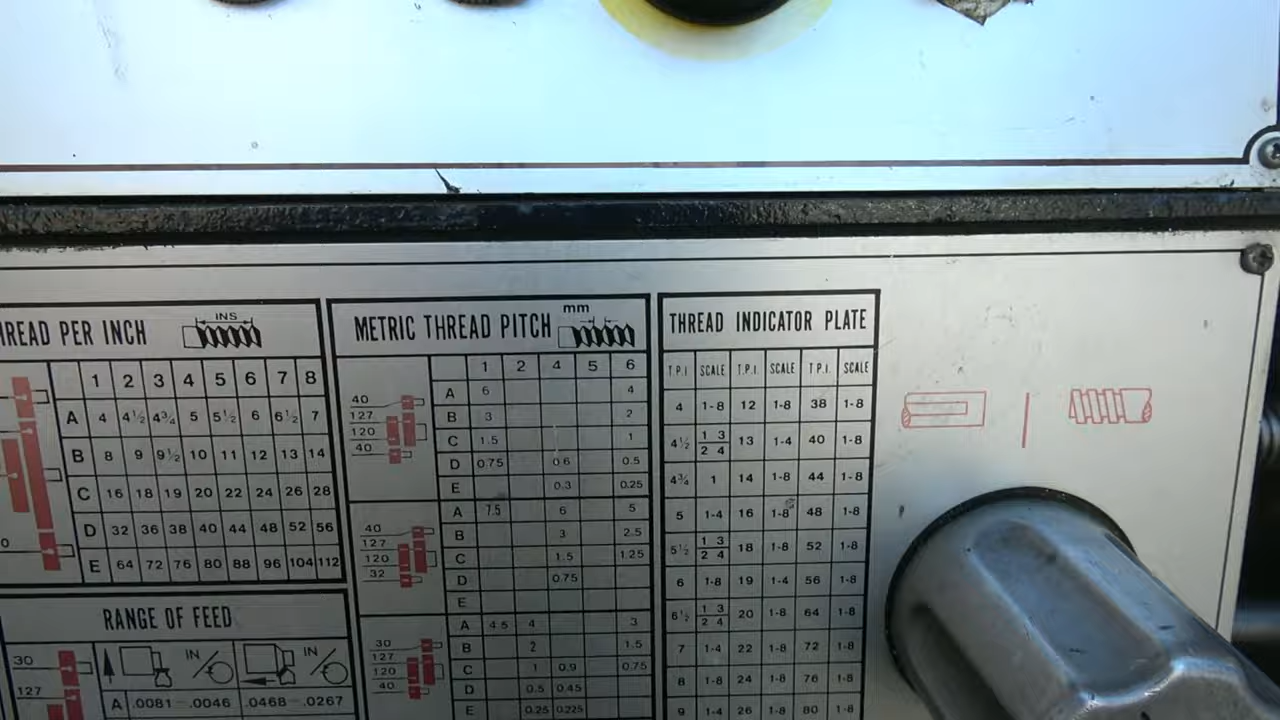 THREAD PER INCH
INS
1 2 3 4 5 6 7 8
A 4 4½ 4¾ 5 5½ 6 6½ 7
B 8 9 9½ 10 11 12 13 14
C 16 18 19 20 22 24 26 28
D 32 36 38 40 44 48 52 56
E 64 72 76 80 88 96 104 112
0
RANGE OF FEED
30
127
IN/ IN/
A .0081 - .0046 .0468 - .0267
METRIC THREAD PITCH
mm
1 2 4 5 6
40
127
120
40
A 6 4
B 3 2
C 1.5 1
D 0.75 0.6 0.5
E 0.3 0.25
40
127
120
32
A 7.5 6 5
B 3 2.5
C 1.5 1.25
D 0.75
E
30
127
120
40
A 4.5 4 3
B 2 1.5
C 1 0.9 0.75
D 0.5 0.45
E 0.25 0.225
THREAD INDICATOR PLATE
T.P.I SCALE T.P.I. SCALE T.P.I. SCALE
4 1-8 12 1-8 38 1-8
4½ 1 3 2 4 13 1-4 40 1-8
4¾ 1 14 1-8 44 1-8
5 1-4 16 1-8 48 1-8
5½ 1 3 2 4 18 1-8 52 1-8
6 1-8 19 1-4 56 1-8
6½ 1 3 2 4 20 1-8 64 1-8
7 1-4 22 1-8 72 1-8
8 1-8 24 1-8 76 1-8
9 1-4 26 1-8 80 1-8